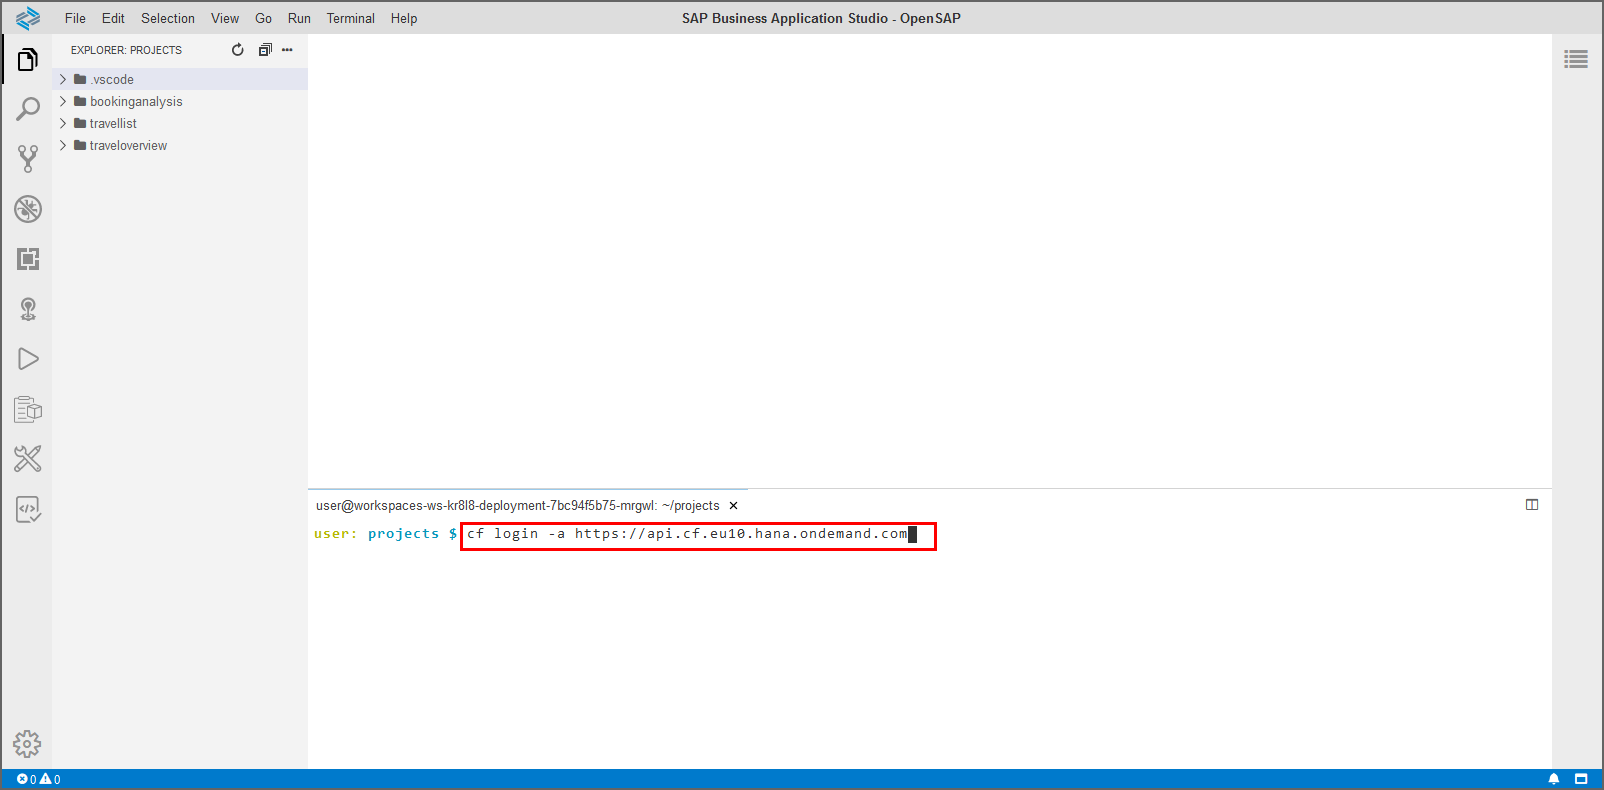 File Edit Selection View Go Run Terminal Help
SAP Business Application Studio - OpenSAP
EXPLORER: PROJECTS
.vscode
bookinganalysis
travellist
traveloverview
user@workspaces-ws-kr8l8-deployment-7bc94f5b75-mrgwl: ~/projects
user: projects $ cf login -a https://api.cf.eu10.hana.ondemand.com
0 0